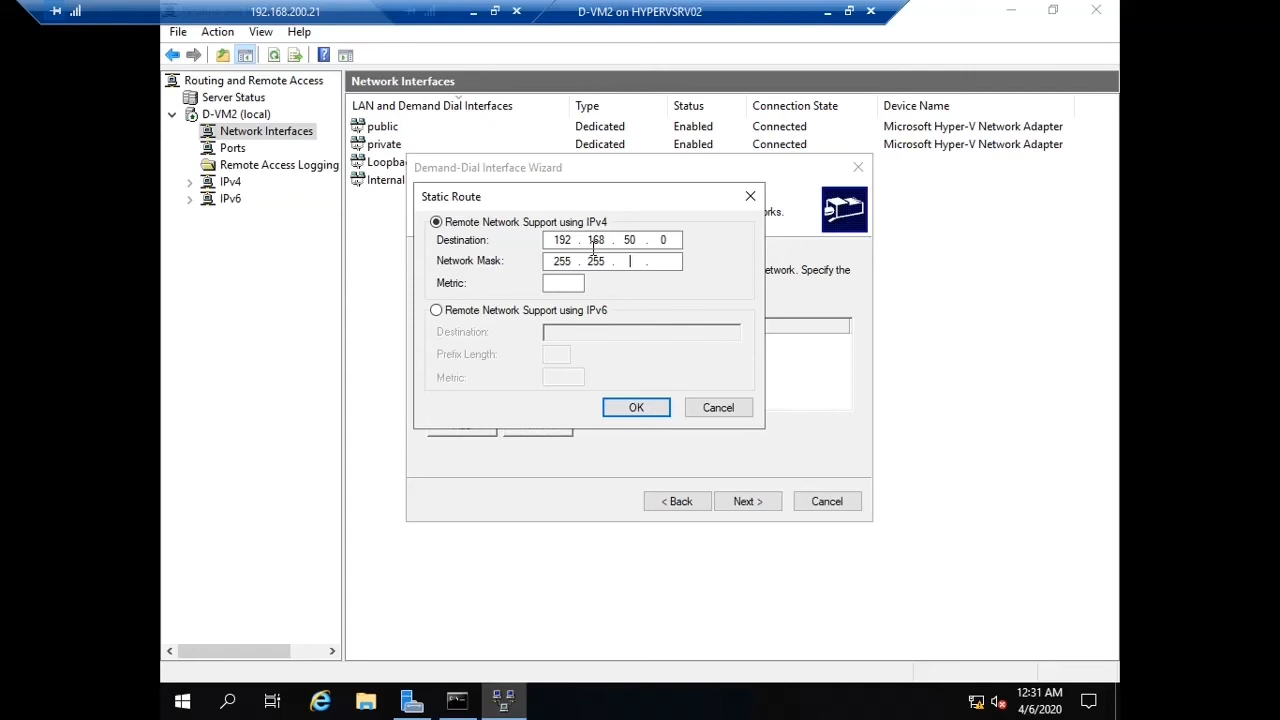 192.168.200.21
D-VM2 on HYPERVSRV02
File Action View Help
Routing and Remote Access
Server Status
D-VM2 (local)
Network Interfaces
Ports
Remote Access Logging
IPv4
IPv6
Network Interfaces
LAN and Demand Dial Interfaces Type Status Connection State Device Name
public Dedicated Enabled Connected Microsoft Hyper-V Network Adapter
private Dedicated Enabled Connected Microsoft Hyper-V Network Adapter
Internal
Demand-Dial Interface Wizard
etwork. Specify the
Static Route
Remote Network Support using IPv4
Destination: 192 . 168 . 50 . 0
Network Mask: 255 . 255 . .
Metric:
Remote Network Support using IPv6
Destination:
Prefix Length:
Metric:
OK Cancel
< Back Next > Cancel
12:31 AM
4/6/2020